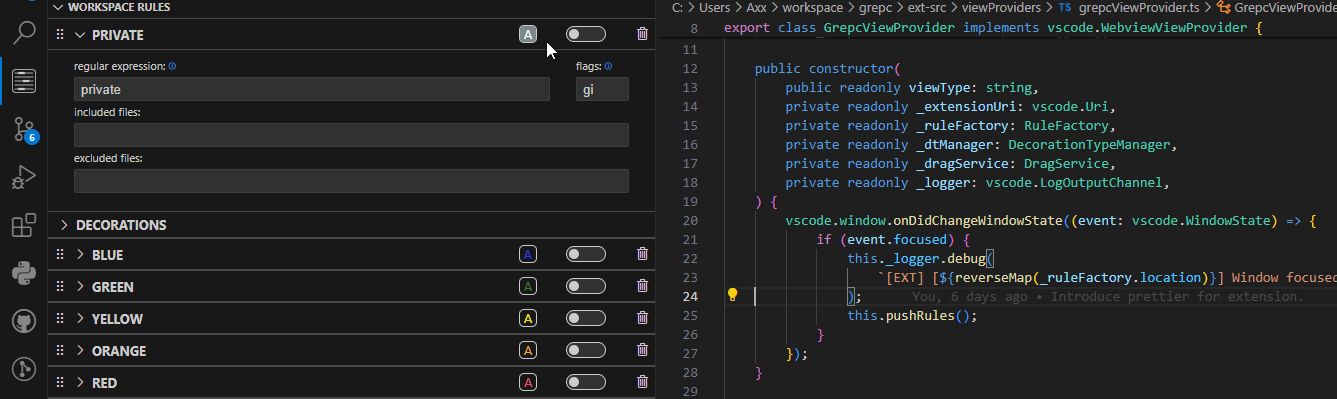 WORKSPACE RULES
PRIVATE
A
regular expression:
flags:
private
gi
included files:
excluded files:
DECORATIONS
BLUE
A
GREEN
A
YELLOW
A
ORANGE
A
RED
A
6
C: > Users > Axx > workspace > grepc > ext-src > viewProviders > TS grepcViewProvider.ts > GrepcViewProvide
8 export class GrepcViewProvider implements vscode.WebviewViewProvider {
11
12 public constructor(
13 public readonly viewType: string,
14 private readonly _extensionUri: vscode.Uri,
15 private readonly _ruleFactory: RuleFactory,
16 private readonly _dtManager: DecorationTypeManager,
17 private readonly _dragService: DragService,
18 private readonly _logger: vscode.LogOutputChannel,
19 ) {
20 vscode.window.onDidChangeWindowState((event: vscode.WindowState) => {
21 if (event.focused) {
22 this._logger.debug(
23 `[EXT] [${reverseMap(_ruleFactory.location)}] Window focused
24 ); You, 6 days ago • Introduce prettier for extension.
25 this.pushRules();
26 }
27 });
28 }
29